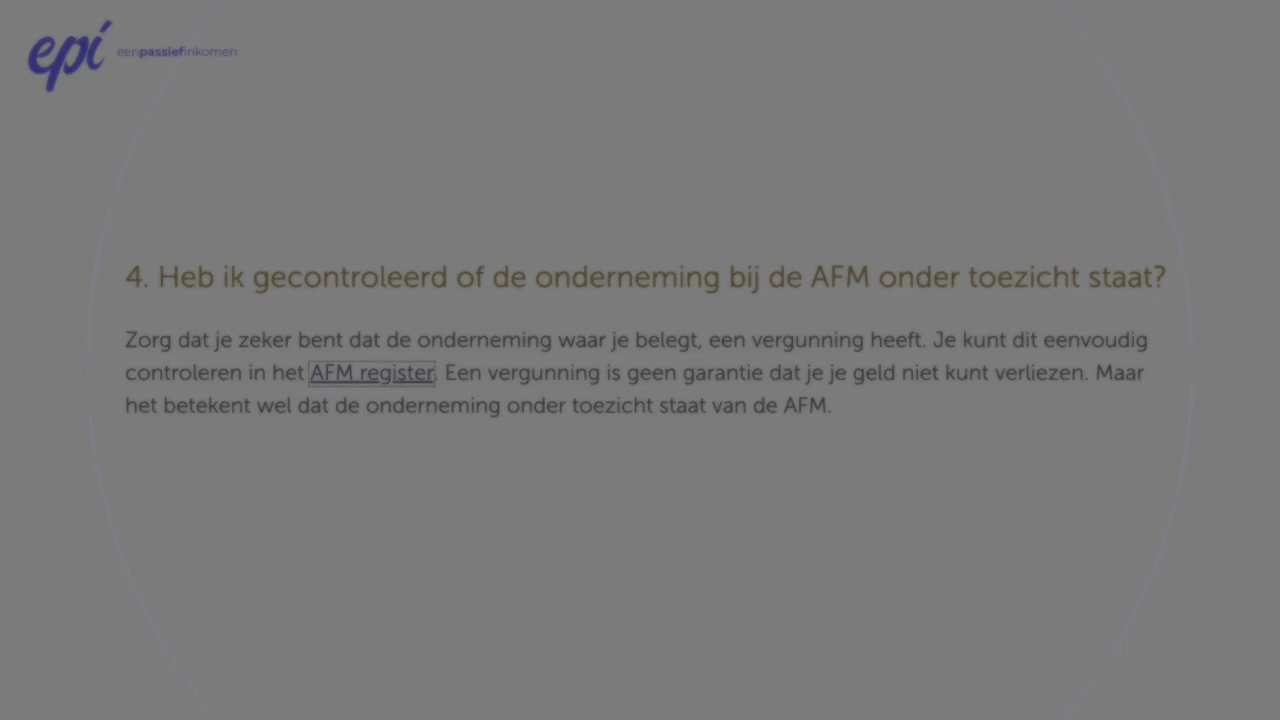 epi eenpassiefinkomen
4. Heb ik gecontroleerd of de onderneming bij de AFM onder toezicht staat?
Zorg dat je zeker bent dat de onderneming waar je belegt, een vergunning heeft. Je kunt dit eenvoudig
controleren in het AFM register. Een vergunning is geen garantie dat je je geld niet kunt verliezen. Maar
het betekent wel dat de onderneming onder toezicht staat van de AFM.